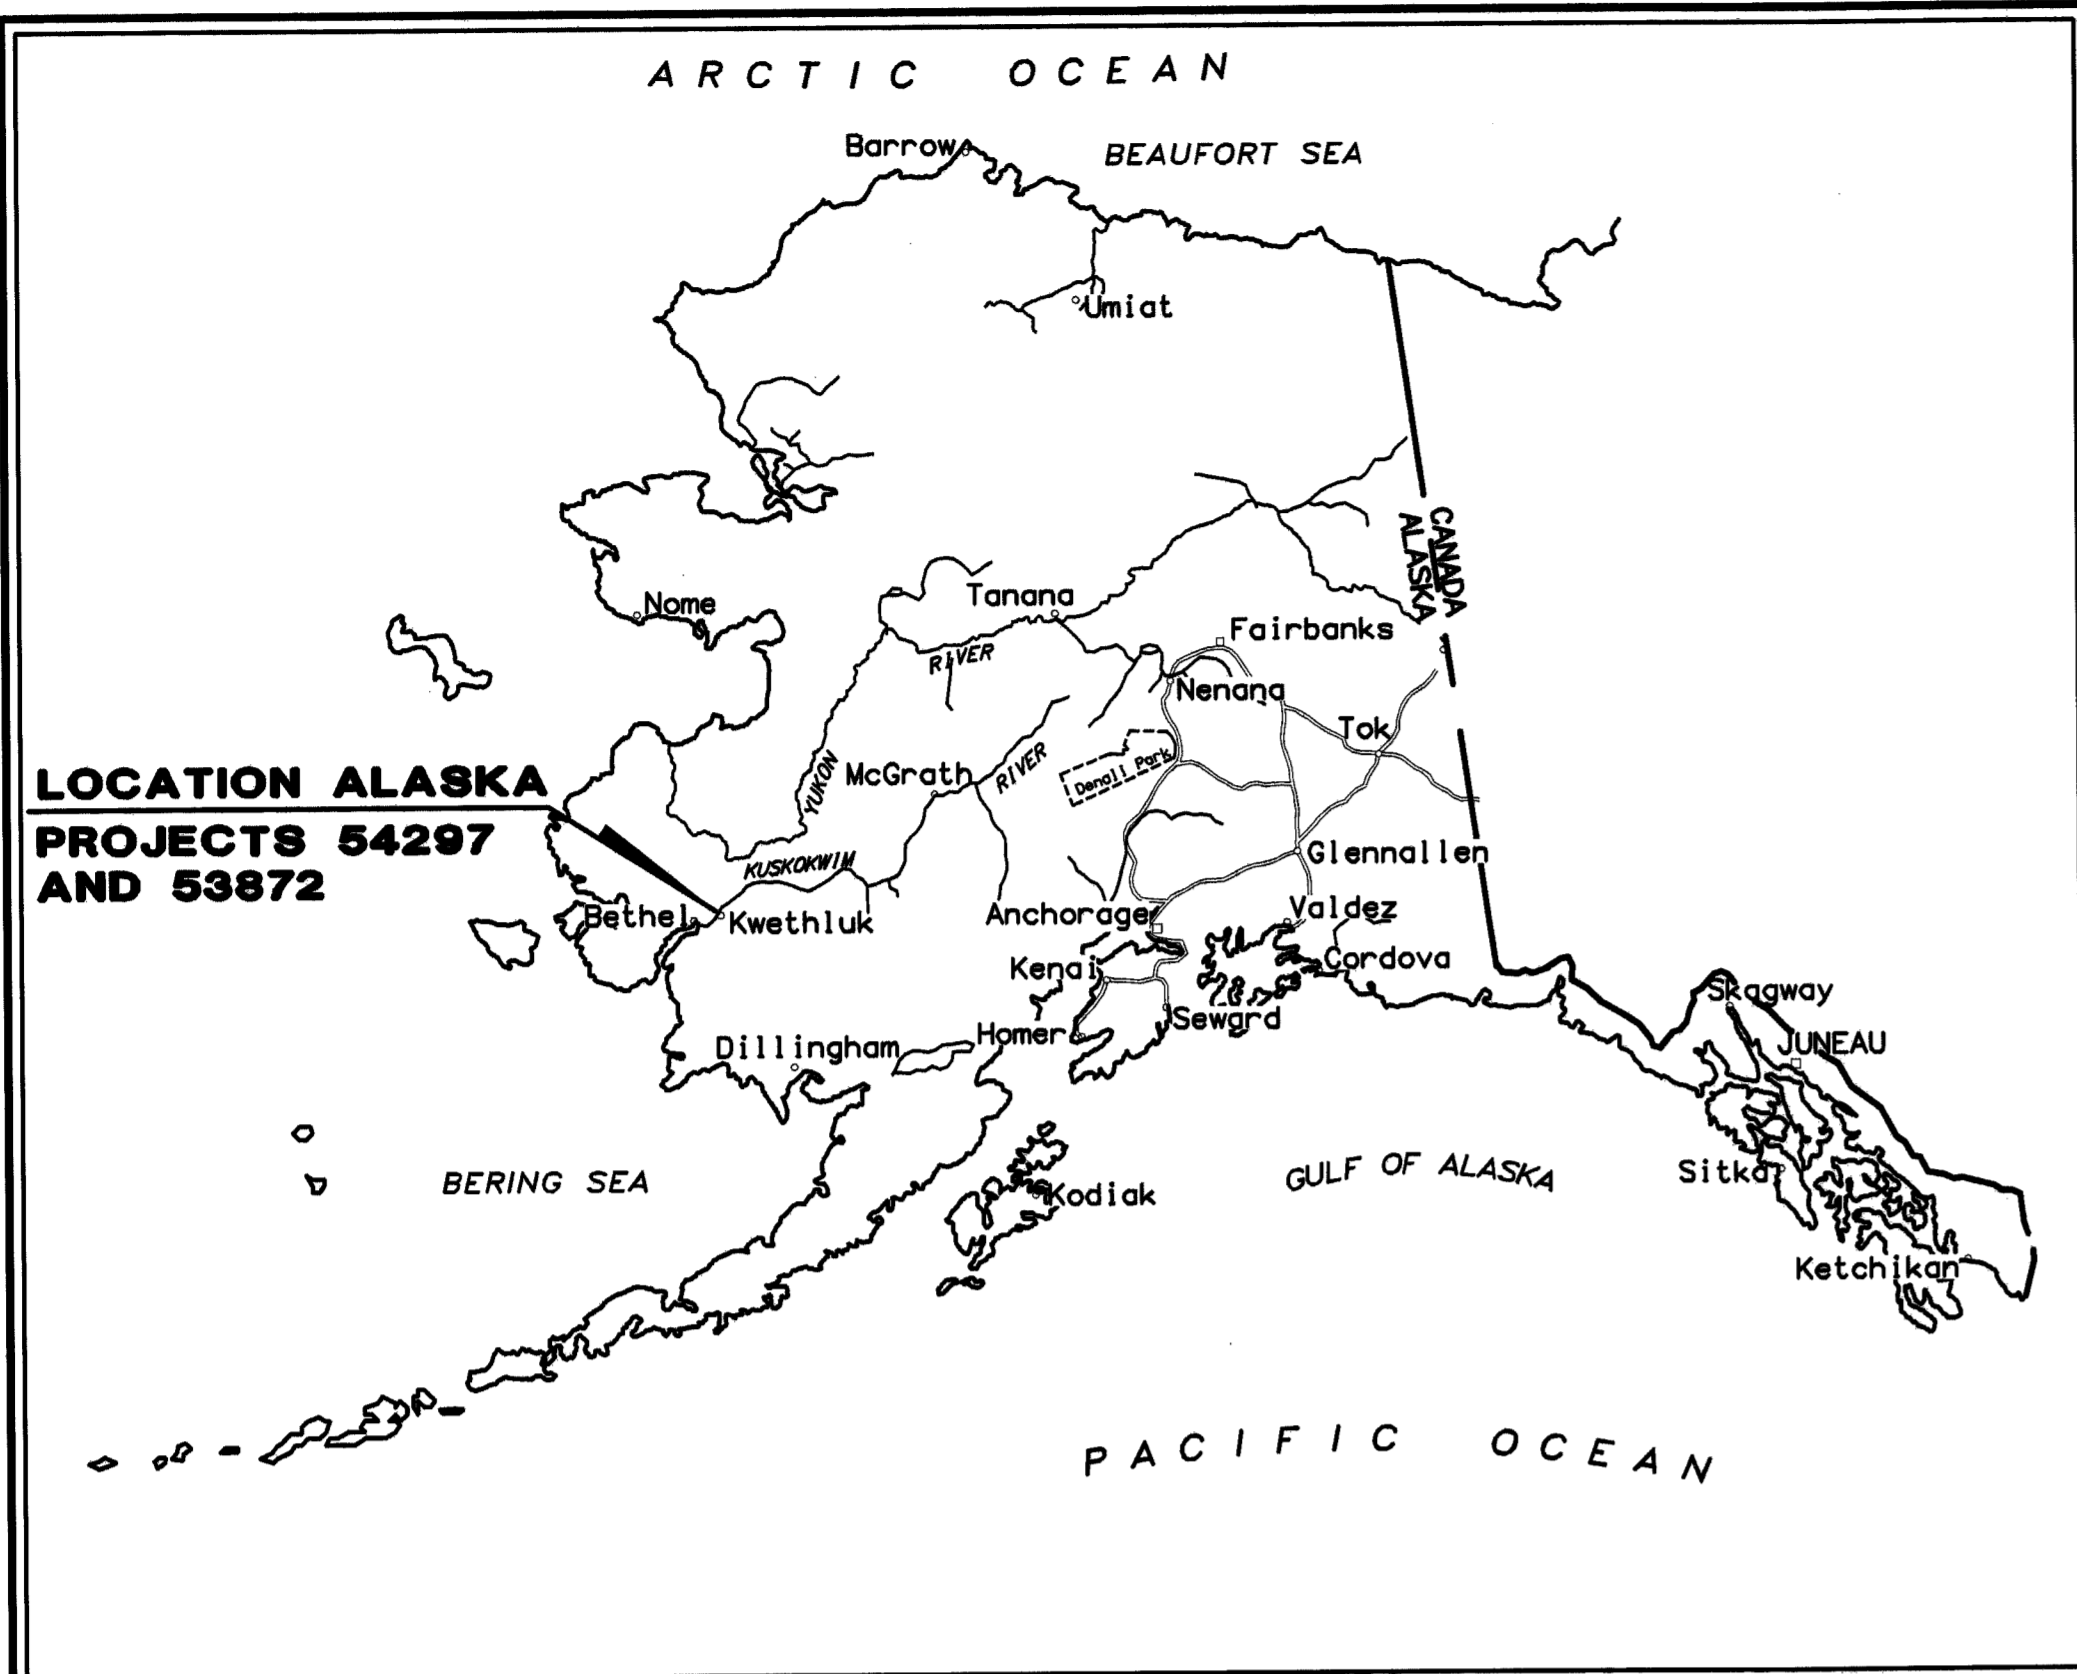 ARCTIC OCEAN
Barrow
BEAUFORT SEA
Umiat
CANADA
ALASKA
Nome
Tanana
Fairbanks
RIVER
Nenana
Tok
LOCATION ALASKA
PROJECTS 54297
AND 53872
YUKON
McGrath
RIVER
Denali Park
Glennallen
KUSKOKWIM
Bethel
Kwethluk
Anchorage
Valdez
Kenai
Cordova
Skagway
Homer
Seward
Dillingham
JUNEAU
BERING SEA
GULF OF ALASKA
Sitka
Kodiak
Ketchikan
PACIFIC OCEAN